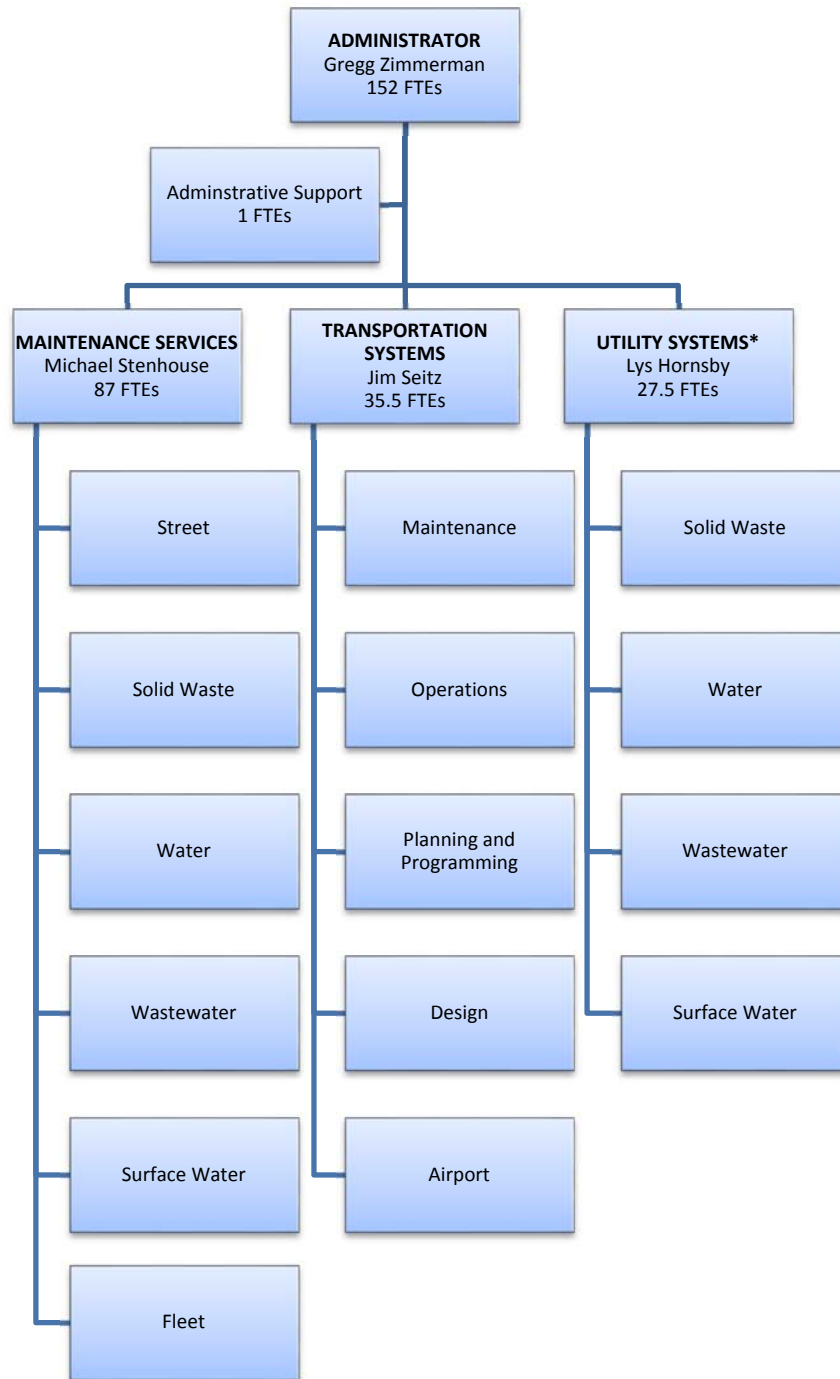 ADMINISTRATOR
Gregg Zimmerman
152 FTEs
Adminstrative Support
1 FTEs
MAINTENANCE SERVICES
Michael Stenhouse
87 FTEs
TRANSPORTATION
SYSTEMS
Jim Seitz
35.5 FTEs
UTILITY SYSTEMS*
Lys Hornsby
27.5 FTEs
Street
Solid Waste
Water
Wastewater
Surface Water
Fleet
Maintenance
Operations
Planning and
Programming
Design
Airport
Solid Waste
Water
Wastewater
Surface Water